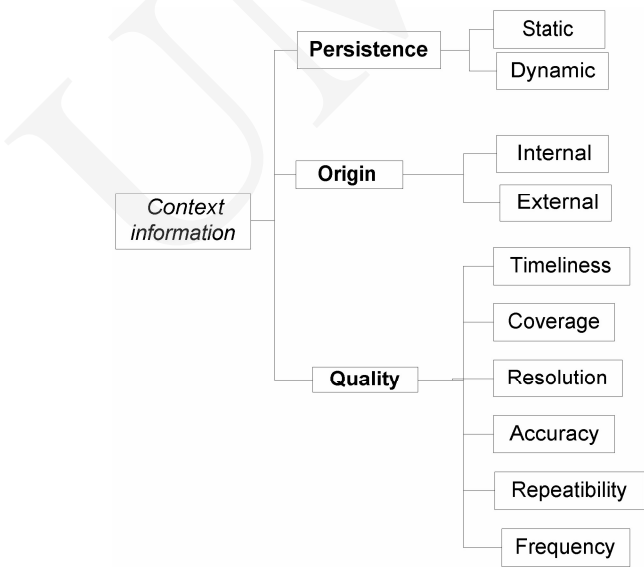 Persistence
Static
Dynamic
Origin
Internal
External
Context
information
Quality
Timeliness
Coverage
Resolution
Accuracy
Repeatibility
Frequency